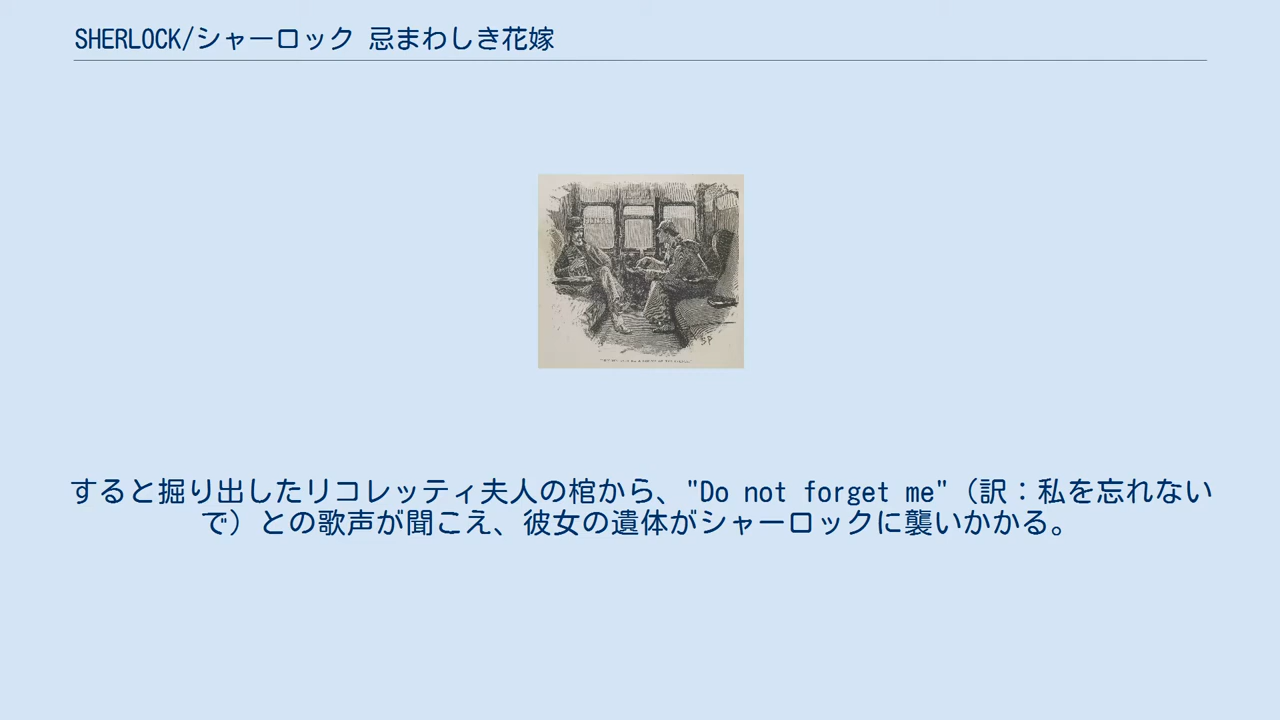 SHERLOCK/シャーロック 忌まわしき花嫁
SP
すると掘り出したリコレッティ夫人の棺から、"Do not forget me"（訳：私を忘れない
で）との歌声が聞こえ、彼女の遺体がシャーロックに襲いかかる。